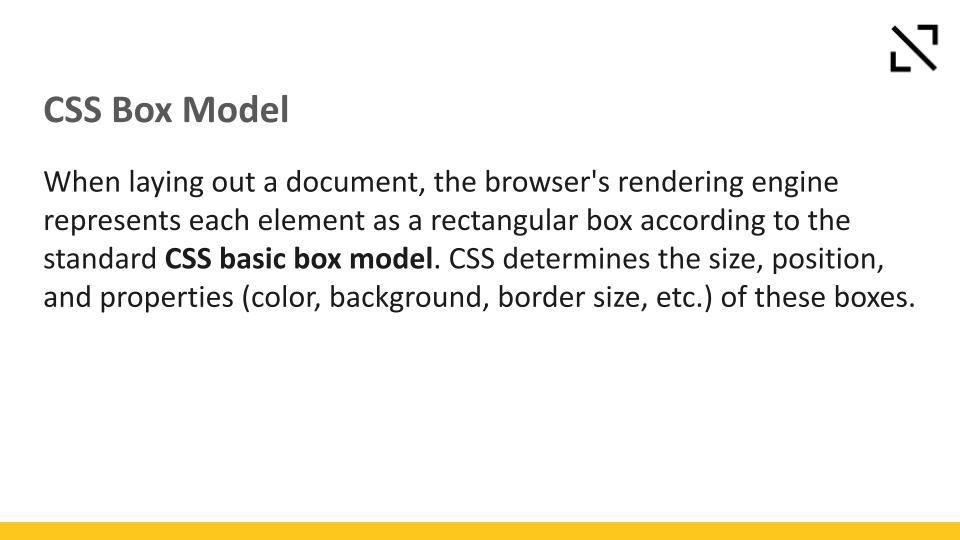 CSS Box Model
When laying out a document, the browser's rendering engine
represents each element as a rectangular box according to the
standard CSS basic box model. CSS determines the size, position,
and properties (color, background, border size, etc.) of these boxes.